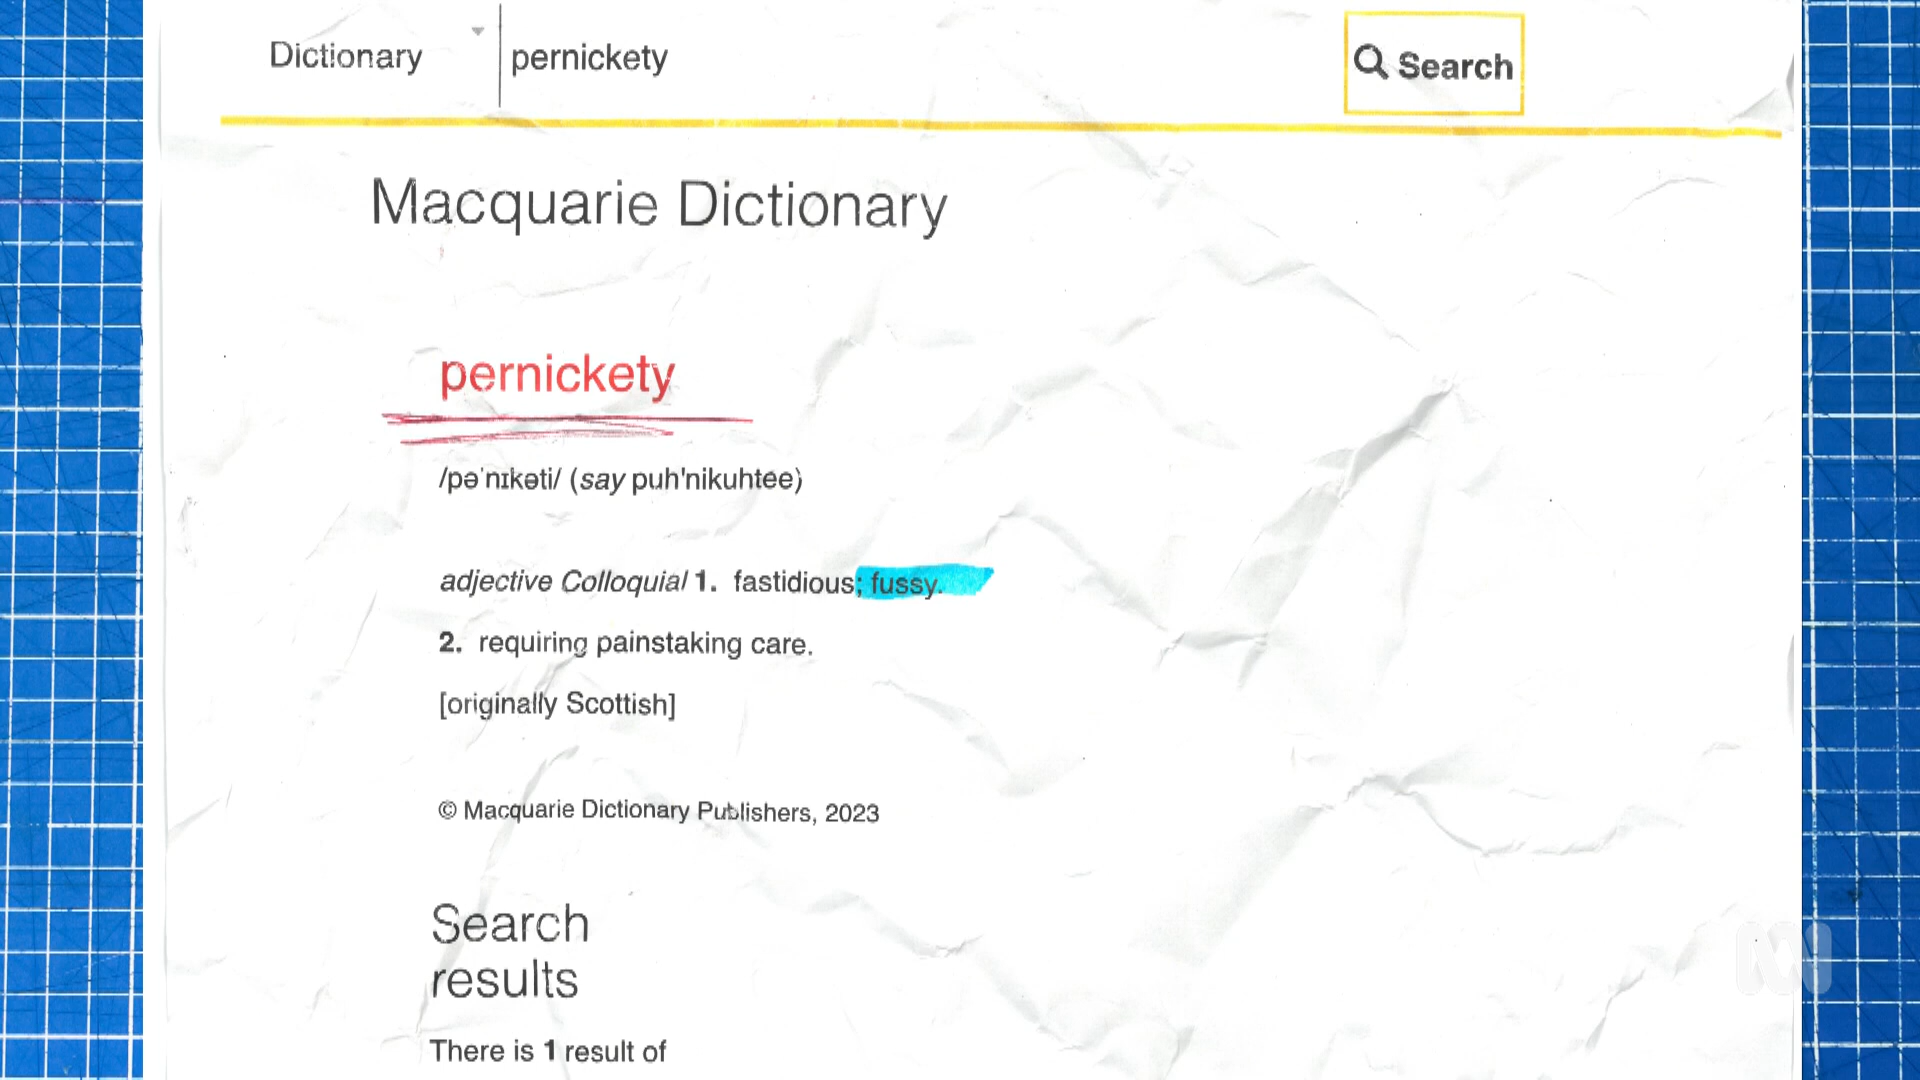 Dictionary
pernickety
Search
Macquarie Dictionary
pernickety
/pəˈnɪkəti/ (say puh'nikuhtee)
adjective Colloquial 1. fastidious; fussy.
2. requiring painstaking care.
[originally Scottish]
© Macquarie Dictionary Publishers, 2023
Search
results
There is 1 result of